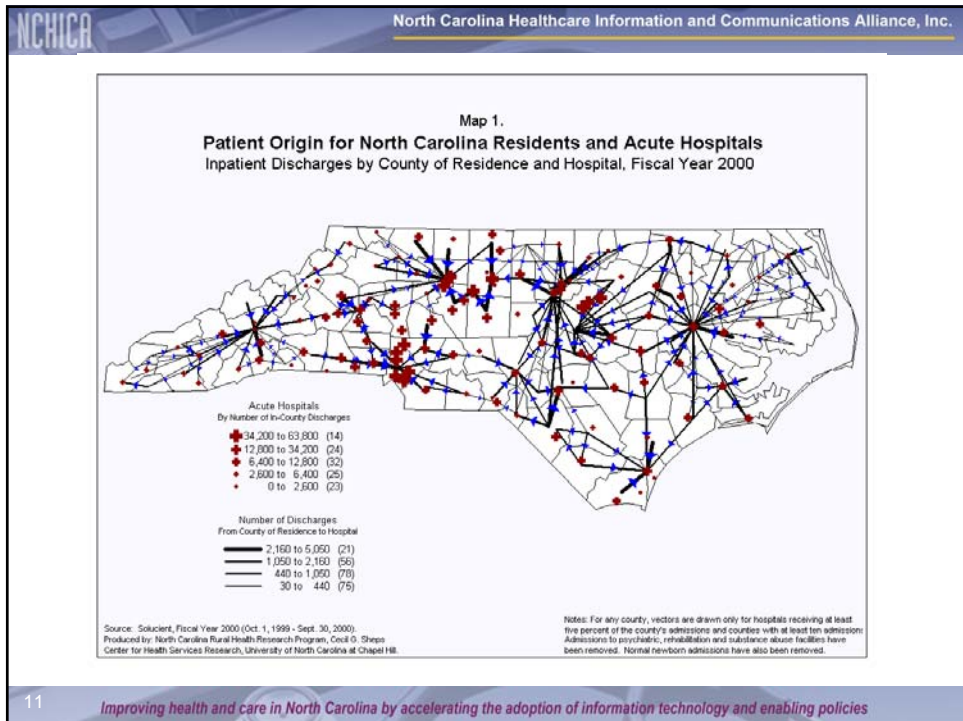 NCHICA
North Carolina Healthcare Information and Communications Alliance, Inc.
Map 1.
Patient Origin for North Carolina Residents and Acute Hospitals
Inpatient Discharges by County of Residence and Hospital, Fiscal Year 2000
Acute Hospitals
By Number of In-County Discharges
34,200 to 63,800 (14)
12,800 to 34,200 (24)
6,400 to 12,800 (32)
2,600 to 6,400 (25)
0 to 2,600 (23)
Number of Discharges
From County of Residence to Hospital
2,160 to 5,050 (21)
1,050 to 2,160 (56)
440 to 1,050 (78)
30 to 440 (75)
Source: Solucient, Fiscal Year 2000 (Oct. 1, 1999 - Sept. 30, 2000).
Produced by: North Carolina Rural Health Research Program, Cecil G. Sheps
Center for Health Services Research, University of North Carolina at Chapel Hill.
Notes: For any county, vectors are drawn only for hospitals receiving at least
five percent of the county's admissions and counties with at least ten admissions
Admissions to psychiatric, rehabilitation and substance abuse facilities have
been removed. Normal newborn admissions have also been removed.
11
Improving health and care in North Carolina by accelerating the adoption of information technology and enabling policies